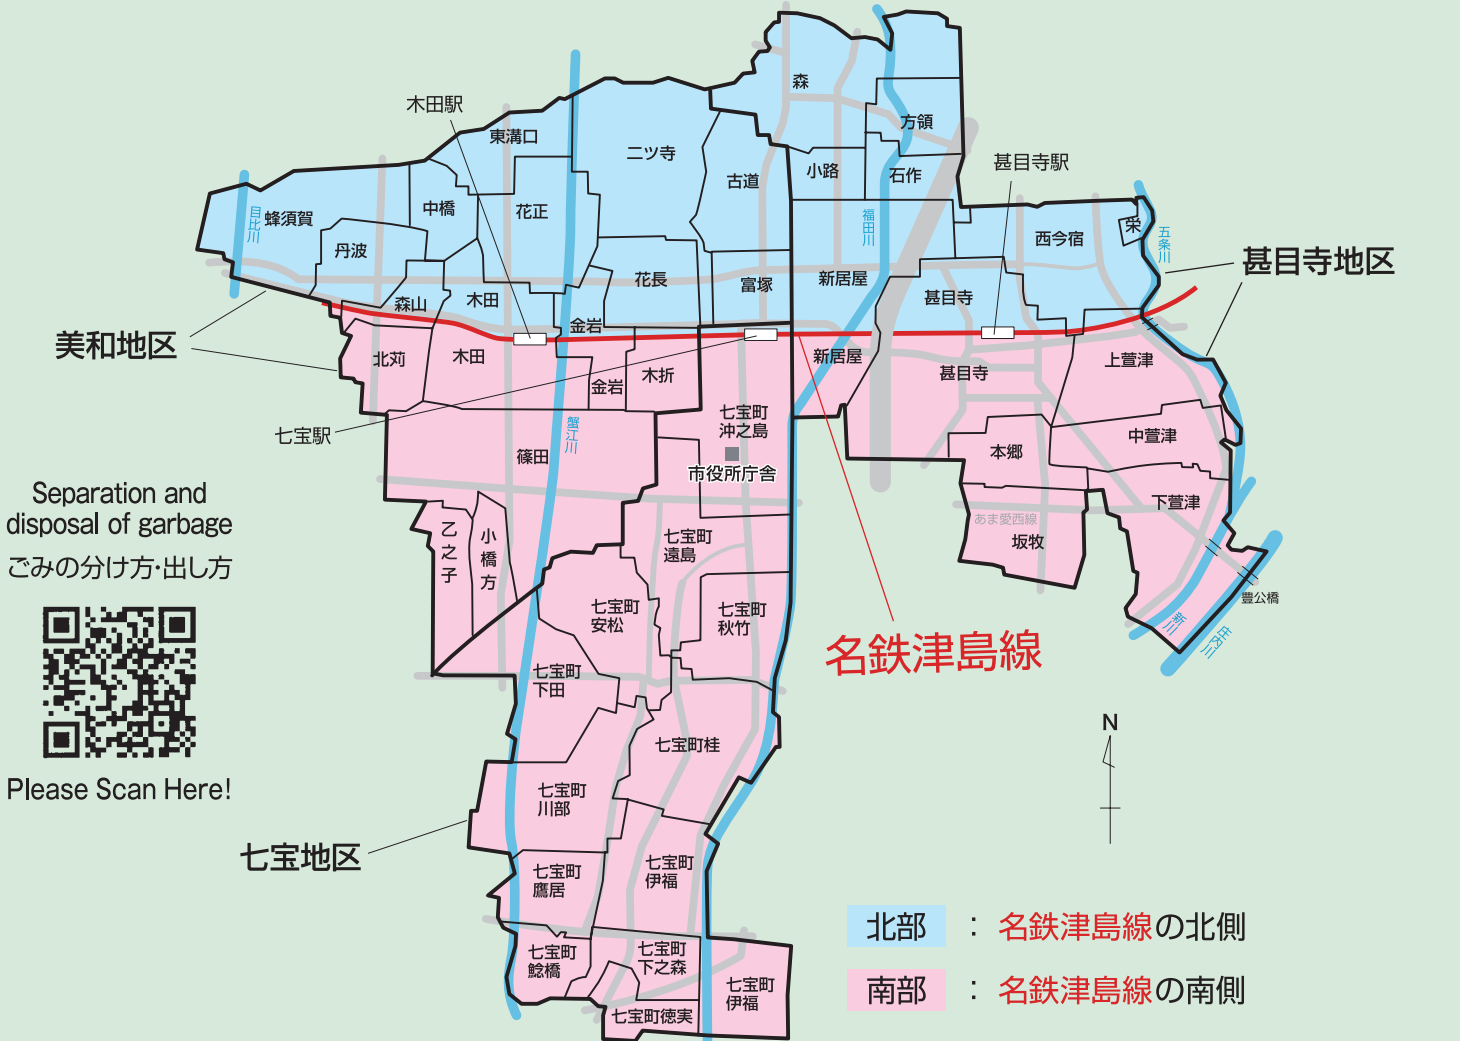 木田駅
東溝口
二ツ寺
森
方領
甚目寺駅
古道
小路
石作
蜂須賀
目比川
中橋
花正
福田川
西今宿
栄
五条川
丹波
甚目寺地区
花長
富塚
新居屋
甚目寺
森山
木田
金岩
美和地区
北苅
木田
金岩
木折
新居屋
甚目寺
上萱津
七宝駅
蟹江川
篠田
七宝町
沖之島
市役所庁舎
本郷
中萱津
下萱津
あま愛西線
坂牧
Separation and
disposal of garbage
ごみの分け方・出し方
乙之子
小橋方
七宝町
遠島
七宝町
安松
七宝町
秋竹
豊公橋
新川
庄内川
名鉄津島線
七宝町
下田
七宝町桂
N
Please Scan Here!
七宝町
川部
七宝地区
七宝町
鷹居
七宝町
伊福
七宝町
鯰橋
七宝町
下之森
七宝町
伊福
七宝町徳実
北部 : 名鉄津島線の北側
南部 : 名鉄津島線の南側